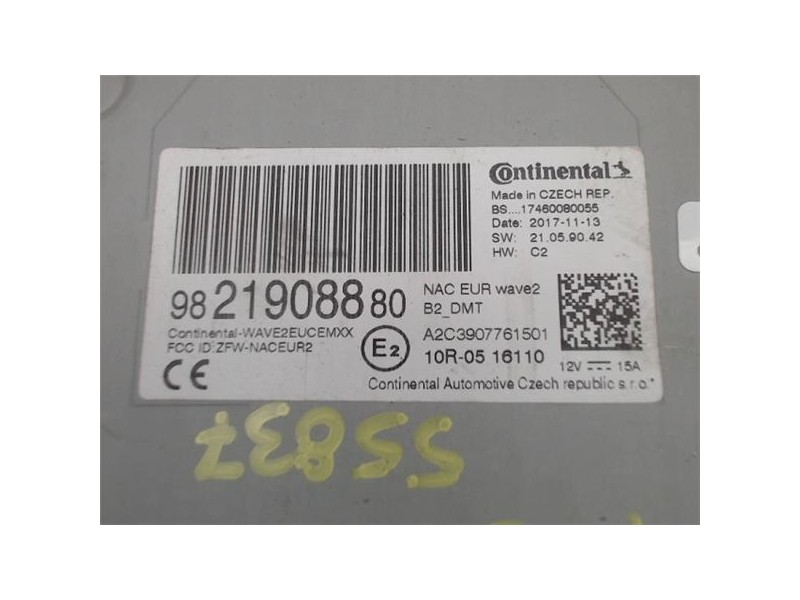 Continental
Made in CZECH REP.
BS....17460080055
Date: 2017-11-13
SW: 21.05.90.42
HW: C2
98 219088 80
NAC EUR wave2
B2_DMT
Continental-WAVE2EUCEMXX
FCC ID:ZFW-NACEUR2
E2
A2C3907761501
10R-05 16110
12V 15A
CE
Continental Automotive Czech republic s.r.o.*
55837